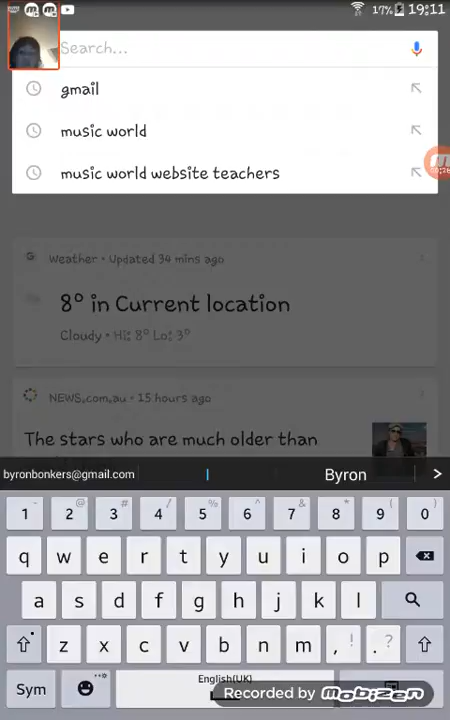 17% 19:11
Search...
gmail
music world
music world website teachers
Weather • Updated 34 mins ago
8° in Current location
Cloudy • Hi: 8° Lo: 3°
NEWS.com.au • 15 hours ago
The stars who are much older than
byronbonkers@gmail.com I Byron >
1 2 3 4 5 6 7 8 9 0
- @ # / % ^ & * ( )
q w e r t y u i o p
a s d f g h j k l
z x c v b n m , ! . ?
Sym English(UK)
Recorded by mobizen